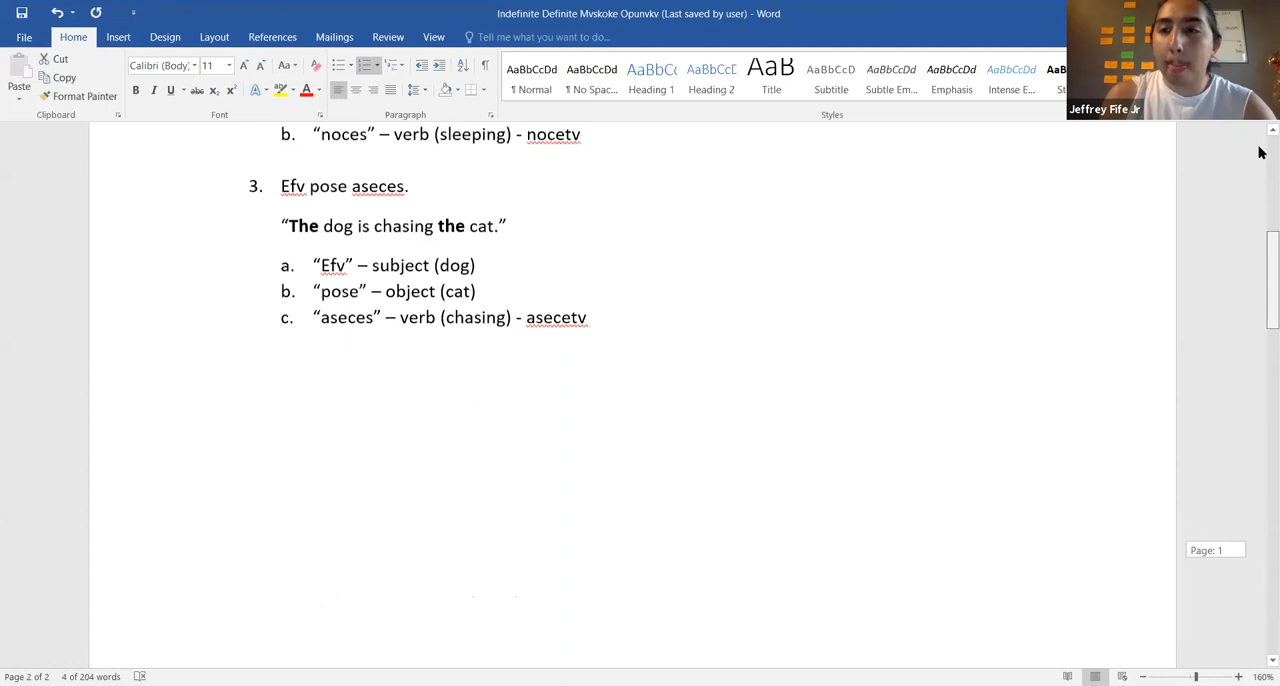 Indefinite Definite Mvskoke Opunvkv (Last saved by user) - Word
File Home Insert Design Layout References Mailings Review View Tell me what you want to do...
Cut
Copy
Format Painter
Paste
Clipboard
Calibri (Body) 11
Font
Paragraph
AaBbCcDd AaBbCcDd AaBbCc AaBbCcD AaB AaBbCcD AaBbCcDd AaBbCcDd AaBbCcDd
¶ Normal ¶ No Spac... Heading 1 Heading 2 Title Subtitle Subtle Em... Emphasis Intense E...
Styles
Jeffrey Fife Jr
b. “noces” – verb (sleeping) - nocetv
3. Efv pose aseces.
“The dog is chasing the cat.”
a. “Efv” – subject (dog)
b. “pose” – object (cat)
c. “aseces” – verb (chasing) - asecetv
Page: 1
Page 2 of 2 4 of 204 words
160%